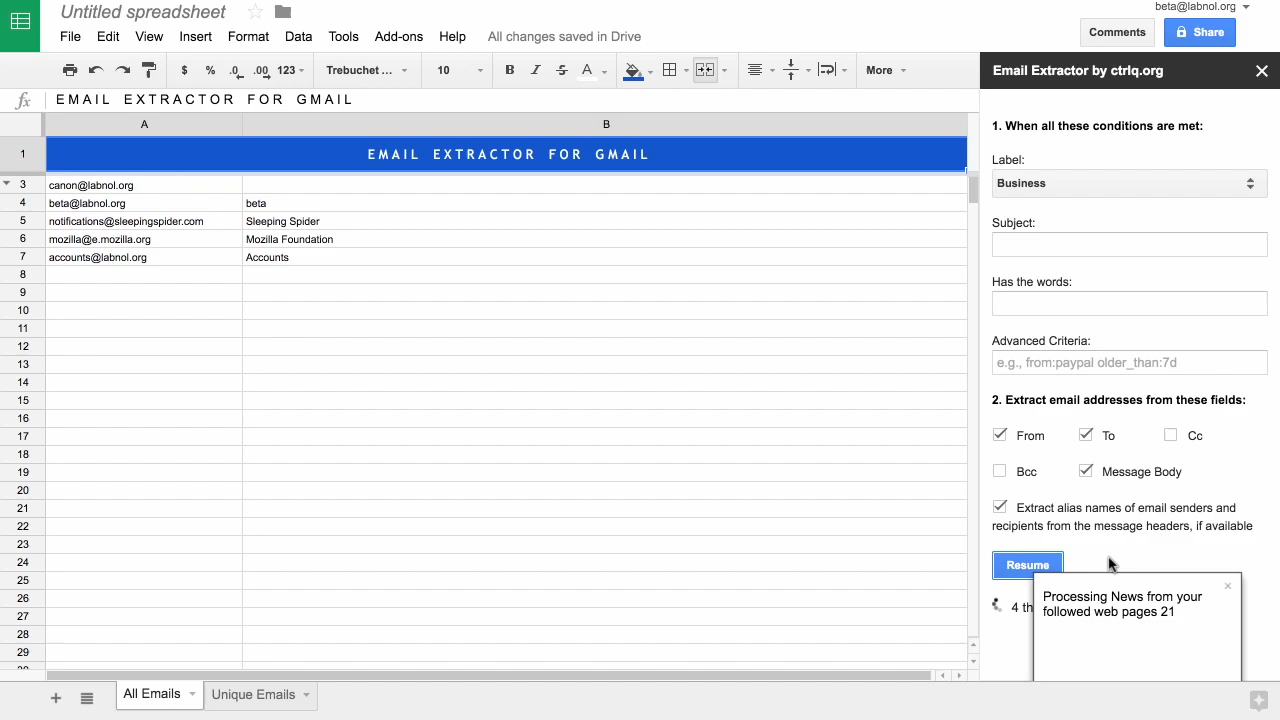 Untitled spreadsheet
beta@labnol.org
File Edit View Insert Format Data Tools Add-ons Help All changes saved in Drive
Comments Share
$ % .0 .00 123 Trebuchet ... 10 B I S A More
fx EMAIL EXTRACTOR FOR GMAIL
A B
1 EMAIL EXTRACTOR FOR GMAIL
3 canon@labnol.org
4 beta@labnol.org beta
5 notifications@sleepingspider.com Sleeping Spider
6 mozilla@e.mozilla.org Mozilla Foundation
7 accounts@labnol.org Accounts
8
9
10
11
12
13
14
15
16
17
18
19
20
21
22
23
24
25
26
27
28
29
All Emails Unique Emails
Email Extractor by ctrlq.org
1. When all these conditions are met:
Label:
Business
Subject:
Has the words:
Advanced Criteria:
e.g., from:paypal older_than:7d
2. Extract email addresses from these fields:
From To Cc
Bcc Message Body
Extract alias names of email senders and
recipients from the message headers, if available
Resume
4 th
Processing News from your
followed web pages 21